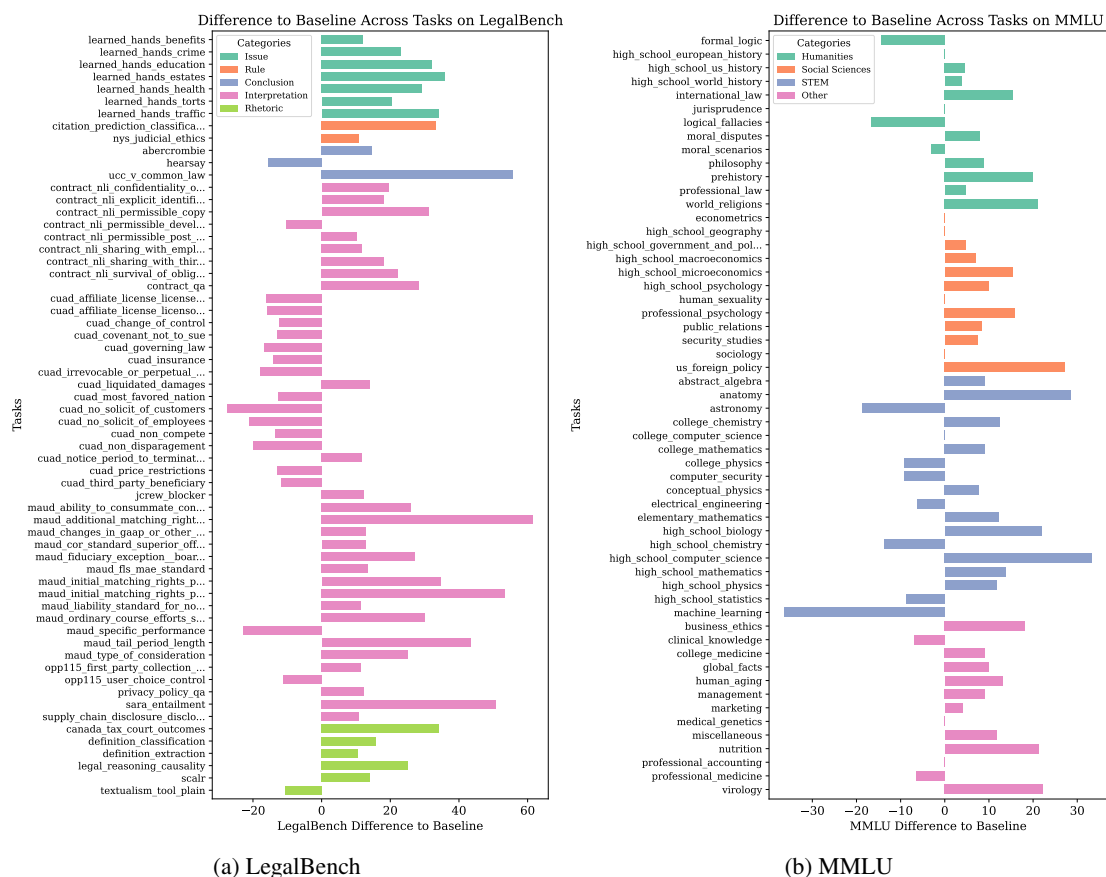 Difference to Baseline Across Tasks on LegalBench
Tasks
learned_hands_benefits
learned_hands_crime
learned_hands_education
learned_hands_estates
learned_hands_health
learned_hands_torts
learned_hands_traffic
citation_prediction_classifica...
nys_judicial_ethics
abercrombie
hearsay
ucc_v_common_law
contract_nli_confidentiality_o...
contract_nli_explicit_identifi...
contract_nli_permissible_copy
contract_nli_permissible_devel...
contract_nli_permissible_post_...
contract_nli_sharing_with_empl...
contract_nli_sharing_with_thir...
contract_nli_survival_of_oblig...
contract_qa
cuad_affiliate_license_license...
cuad_affiliate_license_licenso...
cuad_change_of_control
cuad_covenant_not_to_sue
cuad_governing_law
cuad_insurance
cuad_irrevocable_or_perpetual_...
cuad_liquidated_damages
cuad_most_favored_nation
cuad_no_solicit_of_customers
cuad_no_solicit_of_employees
cuad_non_compete
cuad_non_disparagement
cuad_notice_period_to_terminat...
cuad_price_restrictions
cuad_third_party_beneficiary
jcrew_blocker
maud_ability_to_consummate_con...
maud_additional_matching_right...
maud_changes_in_gaap_or_other_...
maud_cor_standard_superior_off...
maud_fiduciary_exception__boar...
maud_fls_mae_standard
maud_initial_matching_rights_p...
maud_initial_matching_rights_p...
maud_liability_standard_for_no...
maud_ordinary_course_efforts_s...
maud_specific_performance
maud_tail_period_length
maud_type_of_consideration
opp115_first_party_collection_...
opp115_user_choice_control
privacy_policy_qa
sara_entailment
supply_chain_disclosure_disclo...
canada_tax_court_outcomes
definition_classification
definition_extraction
legal_reasoning_causality
scalr
textualism_tool_plain
Categories
Issue
Rule
Conclusion
Interpretation
Rhetoric
−20 0 20 40 60
LegalBench Difference to Baseline
(a) LegalBench
Difference to Baseline Across Tasks on MMLU
Tasks
formal_logic
high_school_european_history
high_school_us_history
high_school_world_history
international_law
jurisprudence
logical_fallacies
moral_disputes
moral_scenarios
philosophy
prehistory
professional_law
world_religions
econometrics
high_school_geography
high_school_government_and_pol...
high_school_macroeconomics
high_school_microeconomics
high_school_psychology
human_sexuality
professional_psychology
public_relations
security_studies
sociology
us_foreign_policy
abstract_algebra
anatomy
astronomy
college_chemistry
college_computer_science
college_mathematics
college_physics
computer_security
conceptual_physics
electrical_engineering
elementary_mathematics
high_school_biology
high_school_chemistry
high_school_computer_science
high_school_mathematics
high_school_physics
high_school_statistics
machine_learning
business_ethics
clinical_knowledge
college_medicine
global_facts
human_aging
management
marketing
medical_genetics
miscellaneous
nutrition
professional_accounting
professional_medicine
virology
Categories
Humanities
Social Sciences
STEM
Other
−30 −20 −10 0 10 20 30
MMLU Difference to Baseline
(b) MMLU